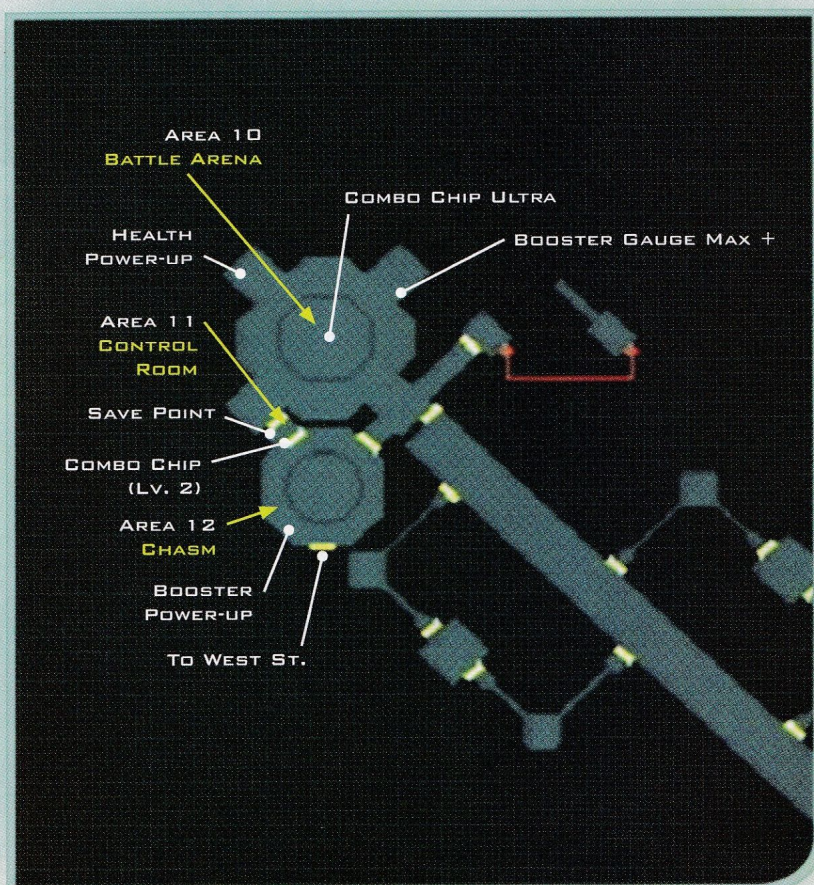 Area 10
Battle Arena
Combo Chip Ultra
Health
Power-up
Booster Gauge Max +
Area 11
Control
Room
Save Point
Combo Chip
(Lv. 2)
Area 12
Chasm
Booster
Power-up
To West St.